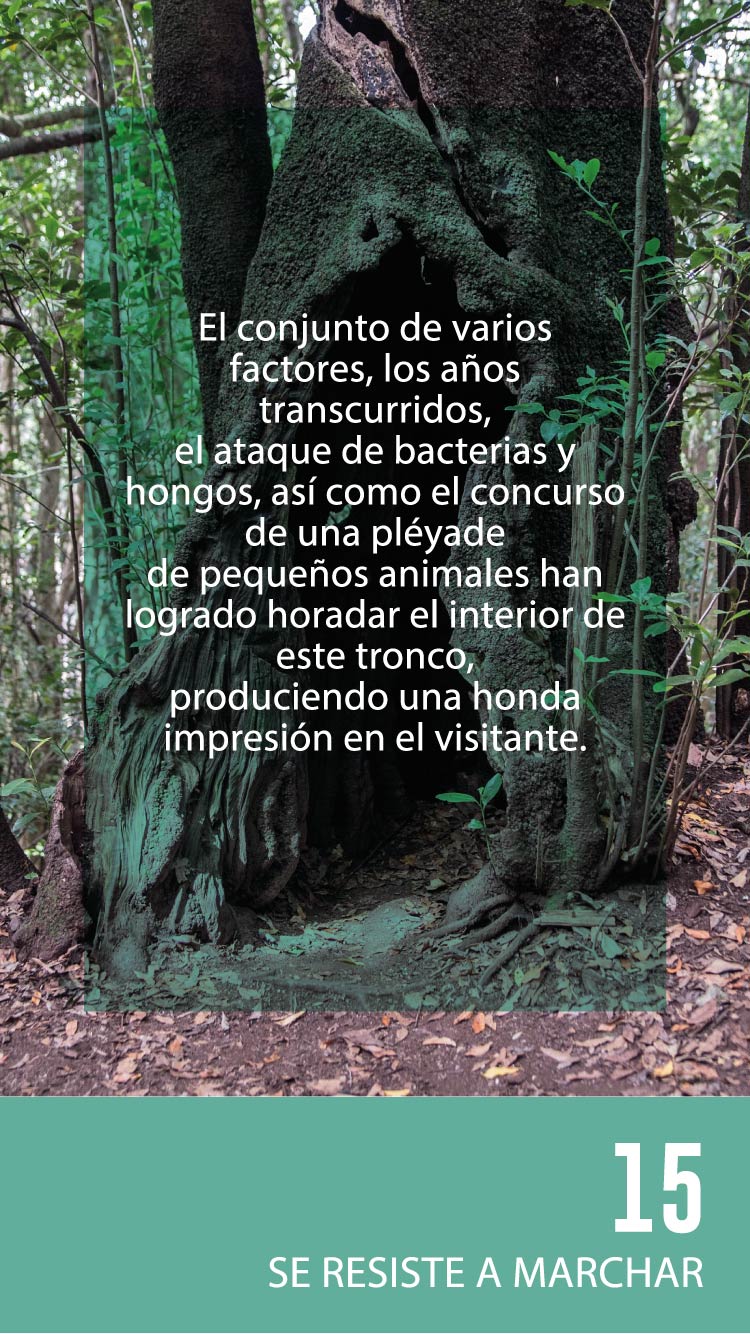 El conjunto de varios
factores, los años
transcurridos,
el ataque de bacterias y
hongos, así como el concurso
de una pléyade
de pequeños animales han
logrado horadar el interior de
este tronco,
produciendo una honda
impresión en el visitante.
15
SE RESISTE A MARCHAR